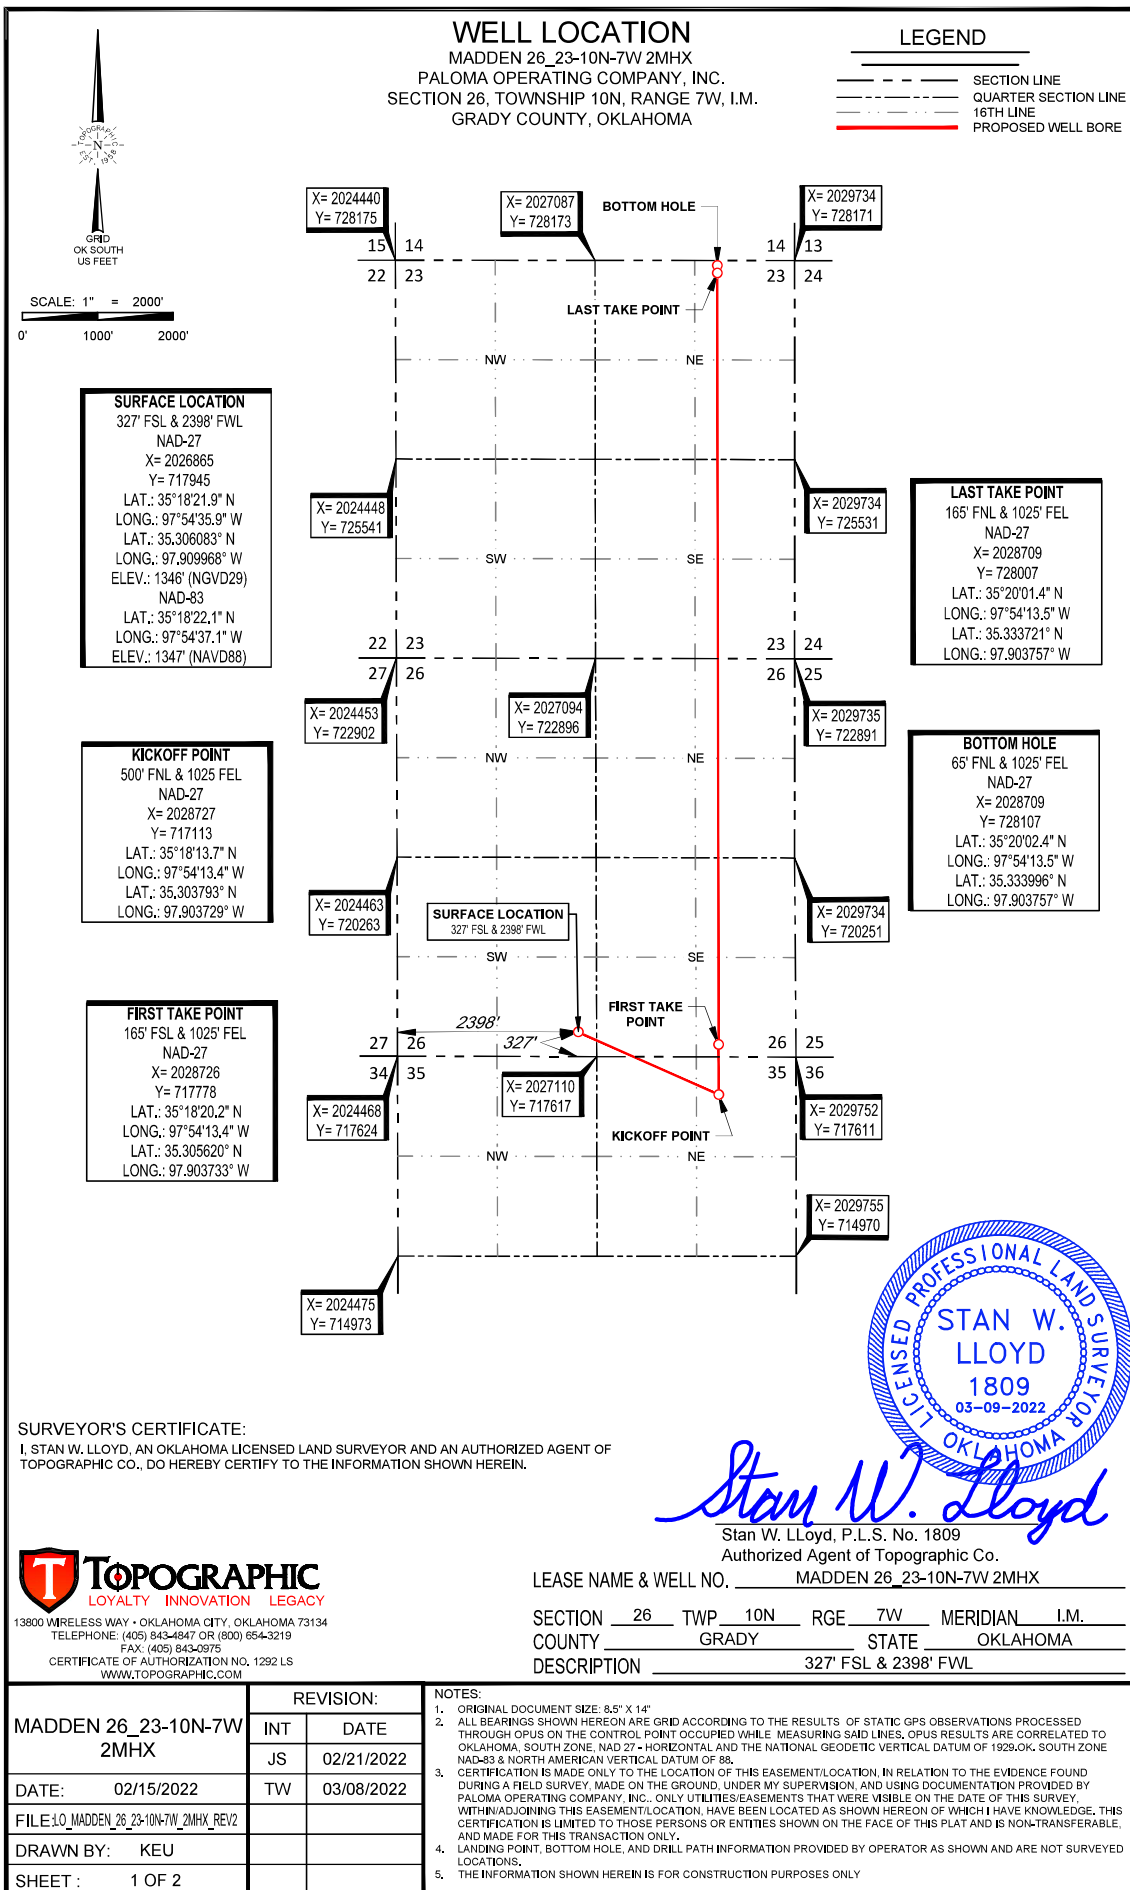 WELL LOCATION
MADDEN 26_23-10N-7W 2MHX
PALOMA OPERATING COMPANY, INC.
SECTION 26, TOWNSHIP 10N, RANGE 7W, I.M.
GRADY COUNTY, OKLAHOMA
LEGEND
SECTION LINE
QUARTER SECTION LINE
16TH LINE
PROPOSED WELL BORE
TOPOGRAPHIC
N
EST. 1958
GRID
OK SOUTH
US FEET
SCALE: 1" = 2000'
0' 1000' 2000'
X= 2024440
Y= 728175
X= 2027087
Y= 728173
BOTTOM HOLE
X= 2029734
Y= 728171
15 14
22 23
14 13
23 24
LAST TAKE POINT
NW
NE
SURFACE LOCATION
327' FSL & 2398' FWL
NAD-27
X= 2026865
Y= 717945
LAT.: 35°18'21.9" N
LONG.: 97°54'35.9" W
LAT.: 35.306083° N
LONG.: 97.909968° W
ELEV.: 1346' (NGVD29)
NAD-83
LAT.: 35°18'22.1" N
LONG.: 97°54'37.1" W
ELEV.: 1347' (NAVD88)
X= 2024448
Y= 725541
X= 2029734
Y= 725531
LAST TAKE POINT
165' FNL & 1025' FEL
NAD-27
X= 2028709
Y= 728007
LAT.: 35°20'01.4" N
LONG.: 97°54'13.5" W
LAT.: 35.333721° N
LONG.: 97.903757° W
SW
SE
22 23
27 26
23 24
26 25
X= 2024453
Y= 722902
X= 2027094
Y= 722896
X= 2029735
Y= 722891
KICKOFF POINT
500' FNL & 1025 FEL
NAD-27
X= 2028727
Y= 717113
LAT.: 35°18'13.7" N
LONG.: 97°54'13.4" W
LAT.: 35.303793° N
LONG.: 97.903729° W
BOTTOM HOLE
65' FNL & 1025' FEL
NAD-27
X= 2028709
Y= 728107
LAT.: 35°20'02.4" N
LONG.: 97°54'13.5" W
LAT.: 35.333996° N
LONG.: 97.903757° W
NW
NE
X= 2024463
Y= 720263
X= 2029734
Y= 720251
SURFACE LOCATION
327' FSL & 2398' FWL
SW
SE
FIRST TAKE POINT
165' FSL & 1025' FEL
NAD-27
X= 2028726
Y= 717778
LAT.: 35°18'20.2" N
LONG.: 97°54'13.4" W
LAT.: 35.305620° N
LONG.: 97.903733° W
FIRST TAKE
POINT
2398'
327'
27 26
34 35
26 25
35 36
X= 2024468
Y= 717624
X= 2027110
Y= 717617
X= 2029752
Y= 717611
KICKOFF POINT
NW
NE
X= 2029755
Y= 714970
X= 2024475
Y= 714973
LICENSED PROFESSIONAL LAND SURVEYOR
STAN W.
LLOYD
1809
03-09-2022
OKLAHOMA
SURVEYOR'S CERTIFICATE:
I, STAN W. LLOYD, AN OKLAHOMA LICENSED LAND SURVEYOR AND AN AUTHORIZED AGENT OF
TOPOGRAPHIC CO., DO HEREBY CERTIFY TO THE INFORMATION SHOWN HEREIN.
Stan W. Lloyd
Stan W. LLoyd, P.L.S. No. 1809
Authorized Agent of Topographic Co.
T TOPOGRAPHIC
LOYALTY INNOVATION LEGACY
13800 WIRELESS WAY • OKLAHOMA CITY, OKLAHOMA 73134
TELEPHONE: (405) 843-4847 OR (800) 654-3219
FAX: (405) 843-0975
CERTIFICATE OF AUTHORIZATION NO. 1292 LS
WWW.TOPOGRAPHIC.COM
LEASE NAME & WELL NO. MADDEN 26_23-10N-7W 2MHX
SECTION 26 TWP 10N RGE 7W MERIDIAN I.M.
COUNTY GRADY STATE OKLAHOMA
DESCRIPTION 327' FSL & 2398' FWL
MADDEN 26_23-10N-7W
2MHX
REVISION:
INT DATE
JS 02/21/2022
DATE: 02/15/2022
TW 03/08/2022
FILE:LO_MADDEN_26_23-10N-7W_2MHX_REV2
DRAWN BY: KEU
SHEET : 1 OF 2
NOTES:
1. ORIGINAL DOCUMENT SIZE: 8.5" X 14"
2. ALL BEARINGS SHOWN HEREON ARE GRID ACCORDING TO THE RESULTS OF STATIC GPS OBSERVATIONS PROCESSED
THROUGH OPUS ON THE CONTROL POINT OCCUPIED WHILE MEASURING SAID LINES. OPUS RESULTS ARE CORRELATED TO
OKLAHOMA, SOUTH ZONE, NAD 27 - HORIZONTAL AND THE NATIONAL GEODETIC VERTICAL DATUM OF 1929.OK. SOUTH ZONE
NAD-83 & NORTH AMERICAN VERTICAL DATUM OF 88.
3. CERTIFICATION IS MADE ONLY TO THE LOCATION OF THIS EASEMENT/LOCATION, IN RELATION TO THE EVIDENCE FOUND
DURING A FIELD SURVEY, MADE ON THE GROUND, UNDER MY SUPERVISION, AND USING DOCUMENTATION PROVIDED BY
PALOMA OPERATING COMPANY, INC.. ONLY UTILITIES/EASEMENTS THAT WERE VISIBLE ON THE DATE OF THIS SURVEY,
WITHIN/ADJOINING THIS EASEMENT/LOCATION, HAVE BEEN LOCATED AS SHOWN HEREON OF WHICH I HAVE KNOWLEDGE. THIS
CERTIFICATION IS LIMITED TO THOSE PERSONS OR ENTITIES SHOWN ON THE FACE OF THIS PLAT AND IS NON-TRANSFERABLE,
AND MADE FOR THIS TRANSACTION ONLY.
4. LANDING POINT, BOTTOM HOLE, AND DRILL PATH INFORMATION PROVIDED BY OPERATOR AS SHOWN AND ARE NOT SURVEYED
LOCATIONS.
5. THE INFORMATION SHOWN HEREIN IS FOR CONSTRUCTION PURPOSES ONLY